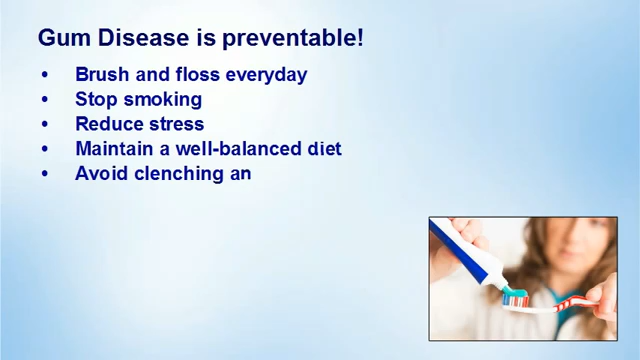 Gum Disease is preventable!
• Brush and floss everyday
• Stop smoking
• Reduce stress
• Maintain a well-balanced diet
• Avoid clenching an